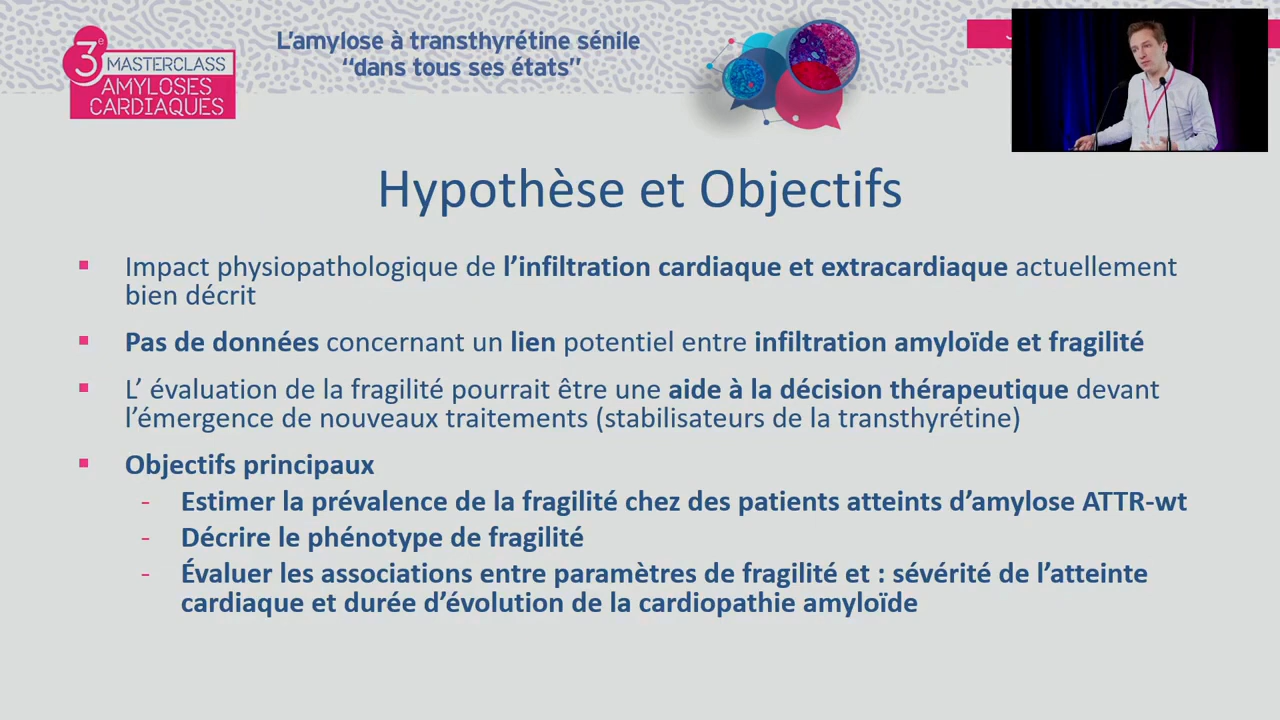 3e MASTERCLASS
AMYLOSES
CARDIAQUES
L'amylose à transthyrétine sénile
“dans tous ses états”
Hypothèse et Objectifs
Impact physiopathologique de l’infiltration cardiaque et extracardiaque actuellement
bien décrit
Pas de données concernant un lien potentiel entre infiltration amyloïde et fragilité
L’ évaluation de la fragilité pourrait être une aide à la décision thérapeutique devant
l’émergence de nouveaux traitements (stabilisateurs de la transthyrétine)
Objectifs principaux
- Estimer la prévalence de la fragilité chez des patients atteints d’amylose ATTR-wt
- Décrire le phénotype de fragilité
- Évaluer les associations entre paramètres de fragilité et : sévérité de l’atteinte
cardiaque et durée d’évolution de la cardiopathie amyloïde